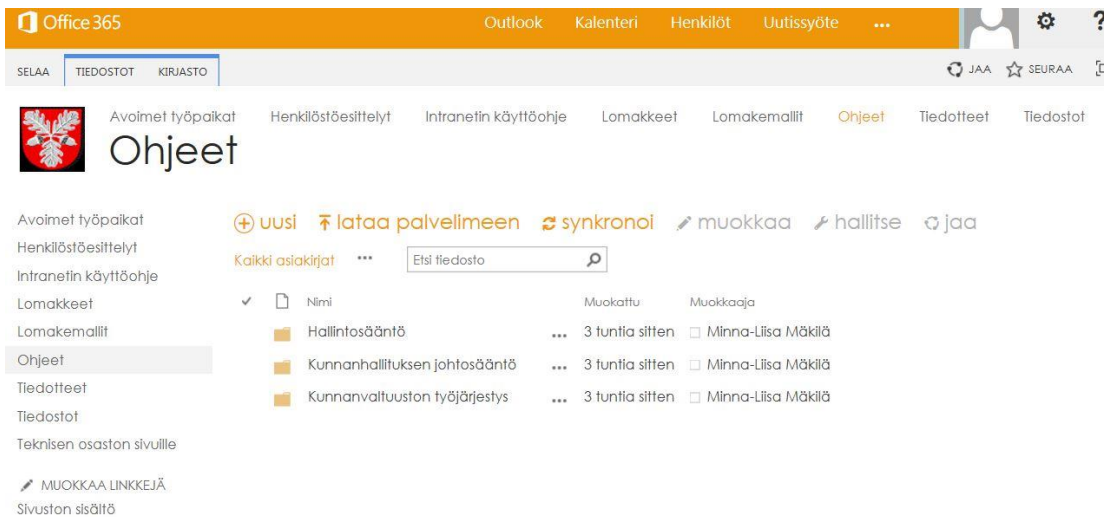 Office 365 Outlook Kalenteri Henkilöt Uutissyöte ...
SELAA TIEDOSTOT KIRJASTO JAA SEURAA
Avoimet työpaikat Henkilöstöesittelyt Intranetin käyttöohje Lomakkeet Lomakemallit Ohjeet Tiedotteet Tiedostot
Ohjeet
Avoimet työpaikat
Henkilöstöesittelyt
Intranetin käyttöohje
Lomakkeet
Lomakemallit
Ohjeet
Tiedotteet
Tiedostot
Teknisen osaston sivuille
MUOKKAA LINKKEJÄ
Sivuston sisältö
uusi lataa palvelimeen synkronoi muokkaa hallitse jaa
Kaikki asiakirjat ... Etsi tiedosto
Nimi Muokattu Muokkaaja
Hallintosääntö ... 3 tuntia sitten Minna-Liisa Mäkilä
Kunnanhallituksen johtosääntö ... 3 tuntia sitten Minna-Liisa Mäkilä
Kunnanvaltuuston työjärjestys ... 3 tuntia sitten Minna-Liisa Mäkilä